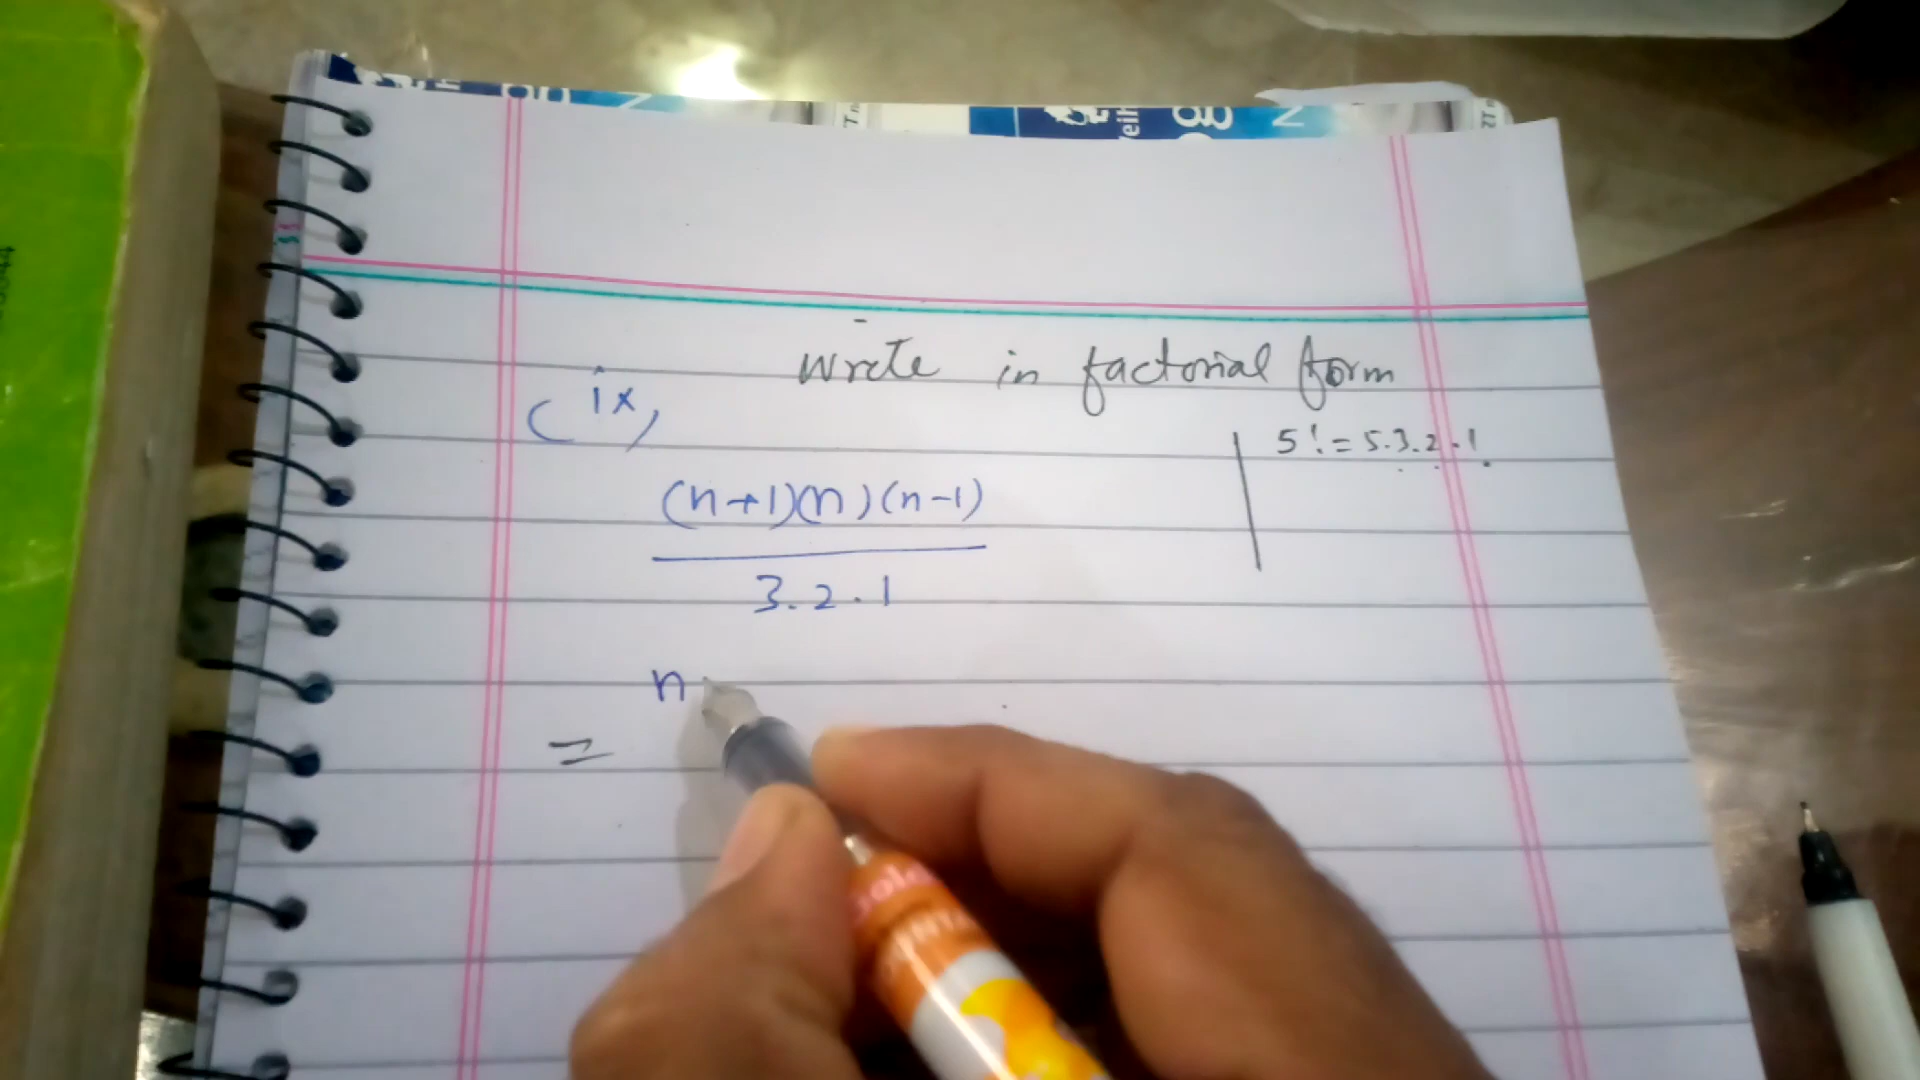 Write in factorial form
(ix)
5! = 5.3.2.1
(n+1)(n)(n-1)
3.2.1
n
=